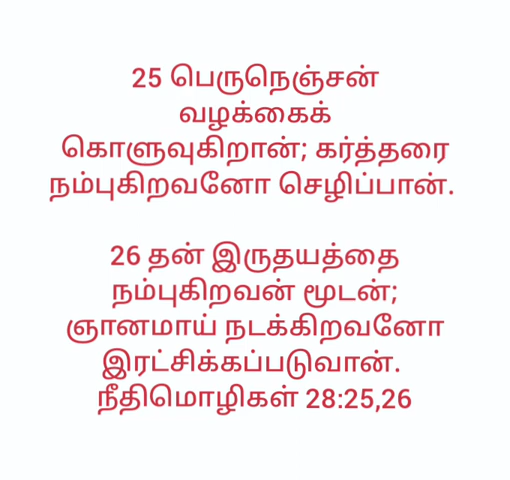 25 பெருநெஞ்சன்
வழக்கைக்
கொளுவுகிறான்; கர்த்தரை
நம்புகிறவனோ செழிப்பான்.
26 தன் இருதயத்தை
நம்புகிறவன் மூடன்;
ஞானமாய் நடக்கிறவனோ
இரட்சிக்கப்படுவான்.
நீதிமொழிகள் 28:25,26